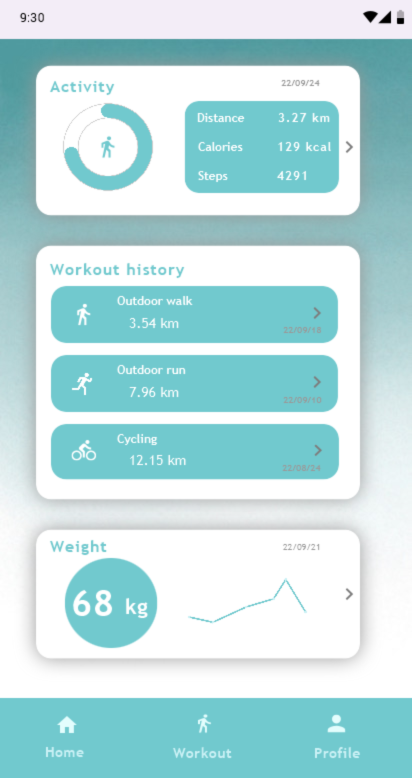 9:30
Activity
22/09/24
Distance 3.27 km
Calories 129 kcal
Steps 4291
Workout history
Outdoor walk
3.54 km
22/09/18
Outdoor run
7.96 km
22/09/10
Cycling
12.15 km
22/08/24
Weight
22/09/21
68 kg
Home Workout Profile